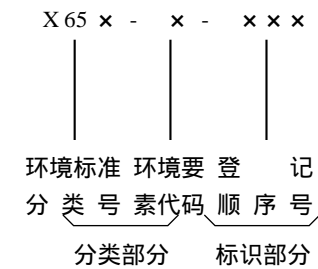 X65×-×-×××
环境标准 环境要 登 记
分类号 素代码 顺序号
分类部分 标识部分